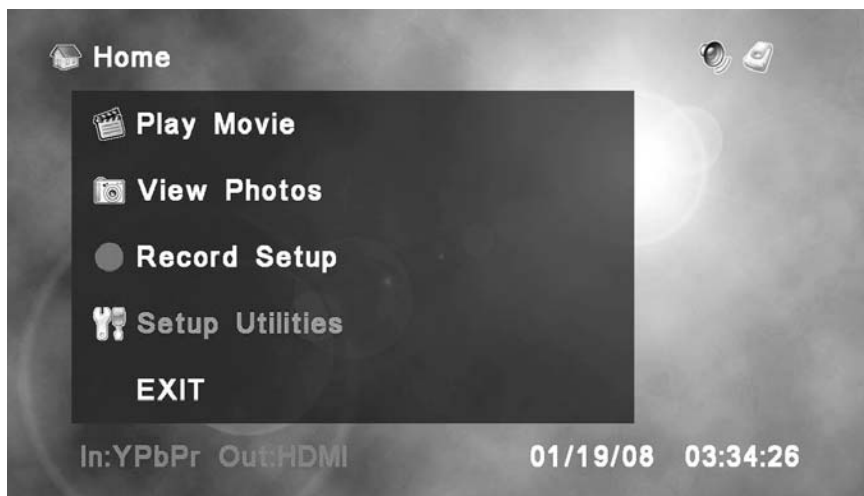 Home
Play Movie
View Photos
Record Setup
Setup Utilities
EXIT
In:YPbPr Out:HDMI 01/19/08 03:34:26